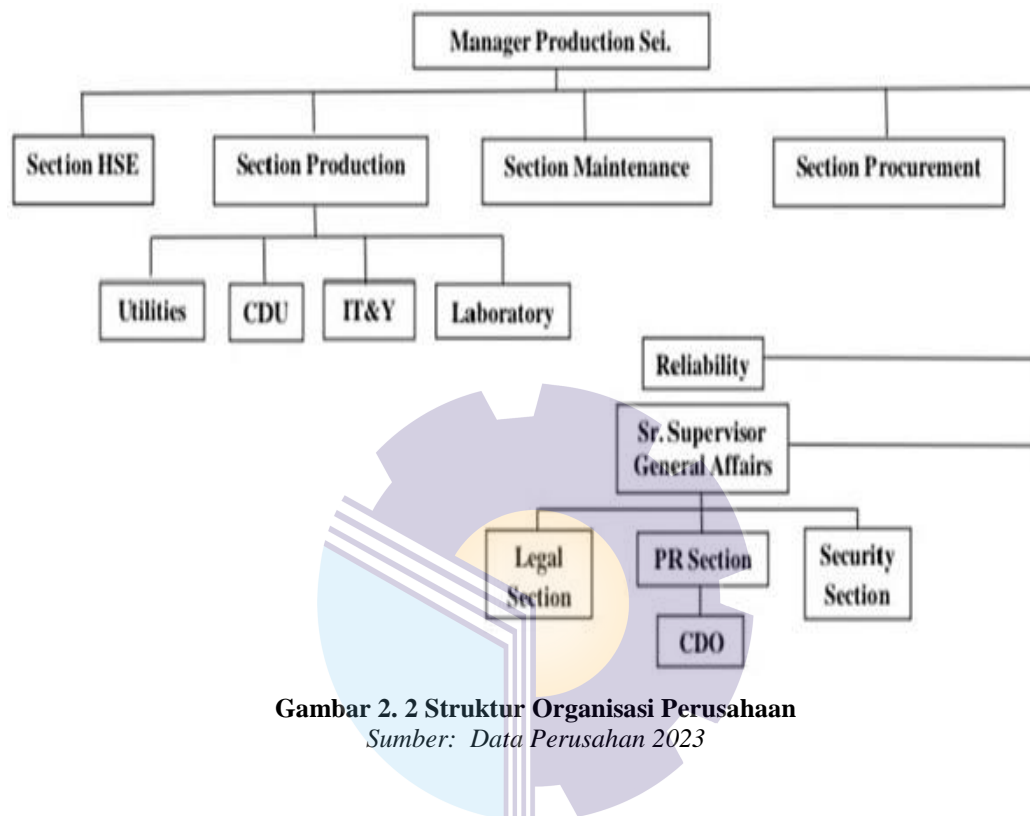 Manager Production Sei.
Section HSE
Section Production
Section Maintenance
Section Procurement
Utilities
CDU
IT&Y
Laboratory
Reliability
Sr. Supervisor
General Affairs
Legal
Section
PR Section
Security
Section
CDO
Gambar 2. 2 Struktur Organisasi Perusahaan
Sumber: Data Perusahan 2023